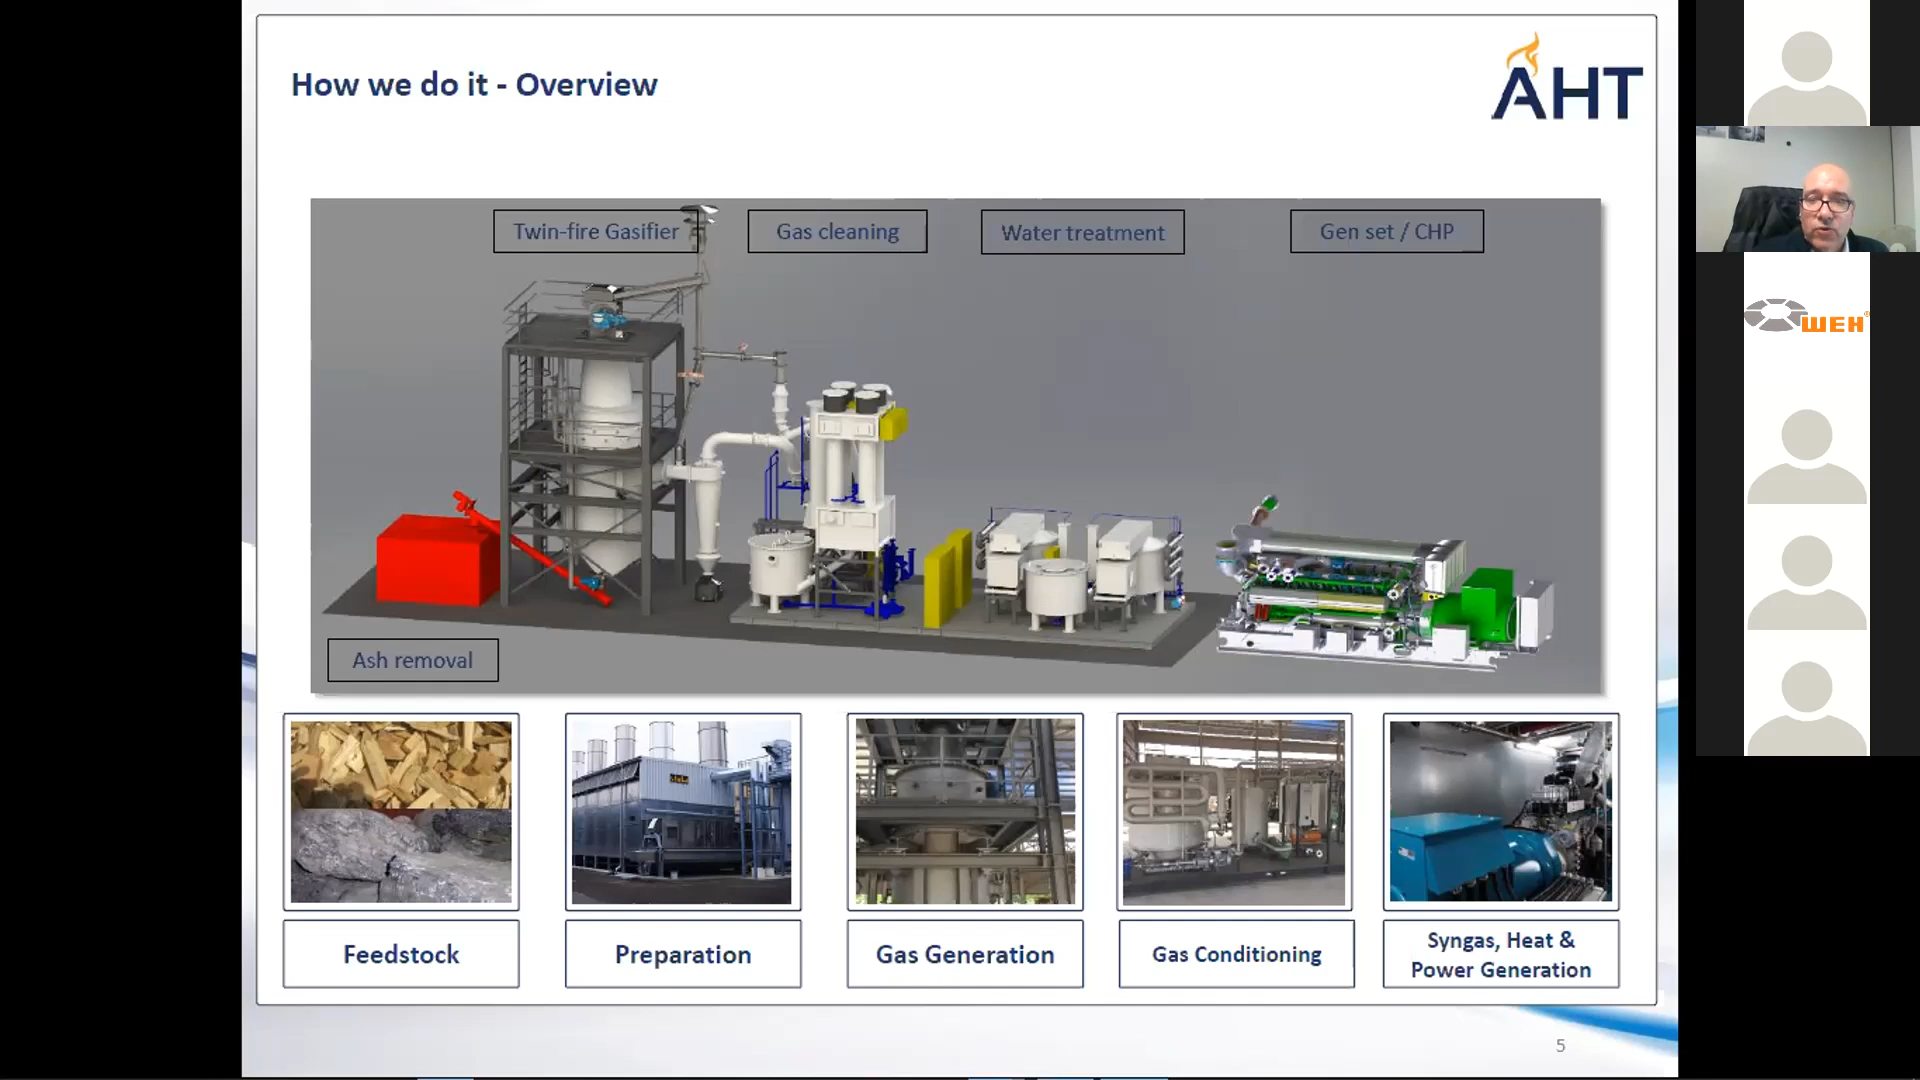 How we do it - Overview
AHT
Twin-fire Gasifier
Gas cleaning
Water treatment
Gen set / CHP
Ash removal
Feedstock
Preparation
Gas Generation
Gas Conditioning
Syngas, Heat &
Power Generation
5
WEH®